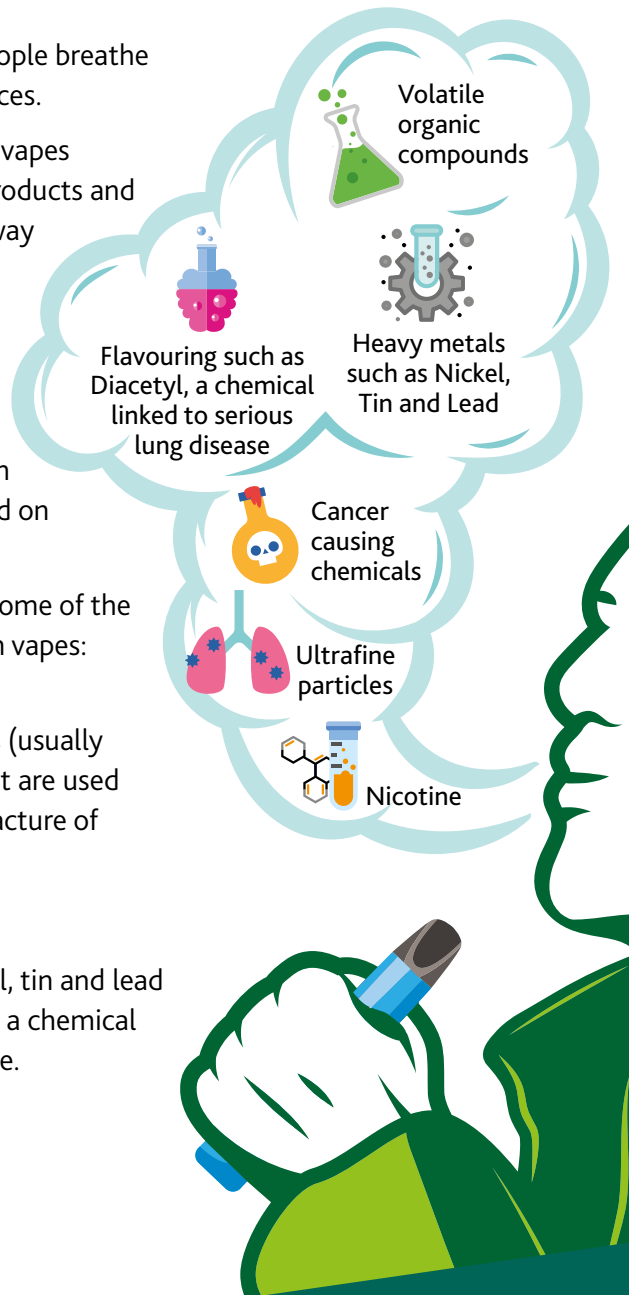 ople breathe
ces.
vapes
roducts and
vay
n
d on
ome of the
n vapes:
s (usually
t are used
acture of
l, tin and lead
a chemical
e.
Volatile
organic
compounds
Flavouring such as
Diacetyl, a chemical
linked to serious
lung disease
Heavy metals
such as Nickel,
Tin and Lead
Cancer
causing
chemicals
Ultrafine
particles
Nicotine